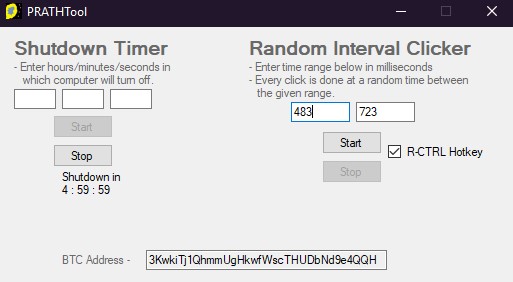 PRATHTool
Shutdown Timer
- Enter hours/minutes/seconds in
which computer will turn off.
Start
Stop
Shutdown in
4 : 59 : 59
Random Interval Clicker
- Enter time range below in milliseconds
- Every click is done at a random time between
the given range.
483
723
Start
R-CTRL Hotkey
Stop
BTC Address -
3KwkiTj1QhmmUgHkwfWscTHUDbNd9e4QQH